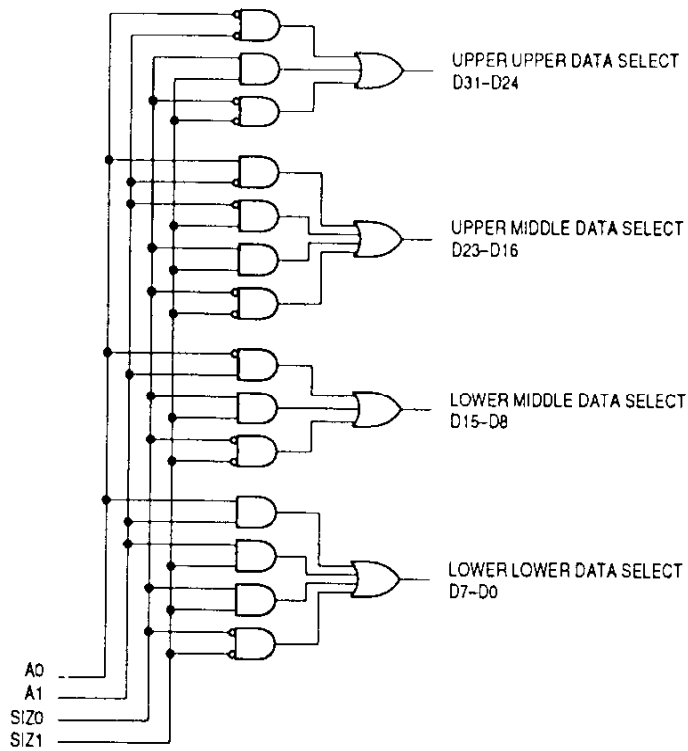 UPPER UPPER DATA SELECT
D31-D24
UPPER MIDDLE DATA SELECT
D23-D16
LOWER MIDDLE DATA SELECT
D15-D8
LOWER LOWER DATA SELECT
D7-D0
A0
A1
SIZ0
SIZ1